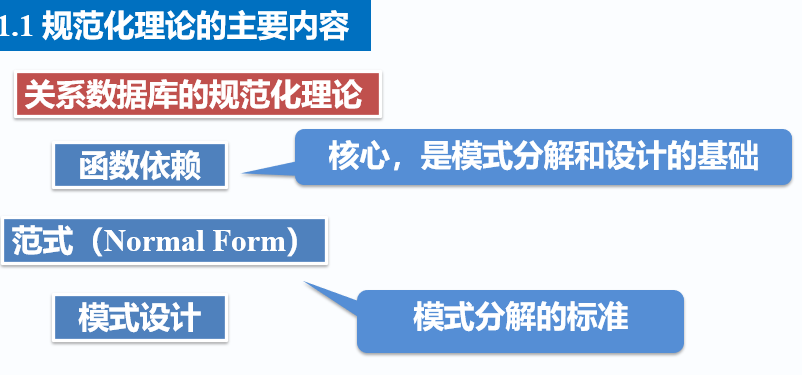 1.1 规范化理论的主要内容
关系数据库的规范化理论
函数依赖
核心，是模式分解和设计的基础
范式（Normal Form）
模式设计
模式分解的标准